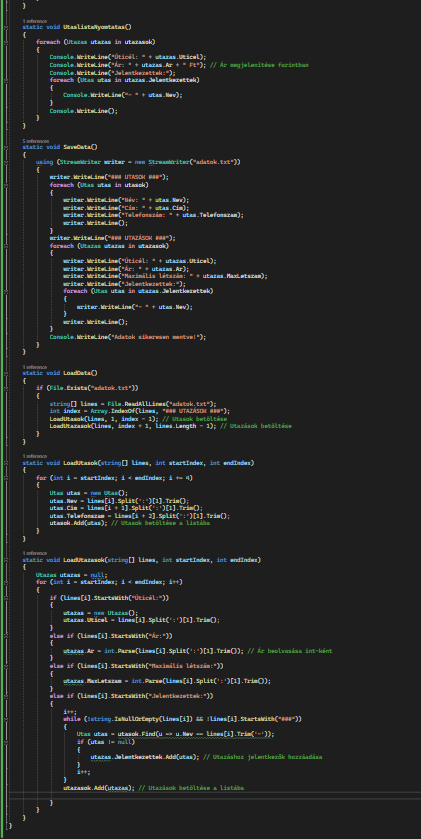 }
1 reference
static void UtaslistaNyomtatas()
{
foreach (Utazas utazas in utazasok)
{
Console.WriteLine("Úticél: " + utazas.Uticel);
Console.WriteLine("Ár: " + utazas.Ar + " Ft"); // Ár megjelenítése forintban
Console.WriteLine("Jelentkezettek:");
foreach (Utas utas in utazas.Jelentkezettek)
{
Console.WriteLine("- " + utas.Nev);
}
Console.WriteLine();
}
}
5 references
static void SaveData()
{
using (StreamWriter writer = new StreamWriter("adatok.txt"))
{
writer.WriteLine("### UTASOK ###");
foreach (Utas utas in utasok)
{
writer.WriteLine("Név: " + utas.Nev);
writer.WriteLine("Cím: " + utas.Cim);
writer.WriteLine("Telefonszám: " + utas.Telefonszam);
writer.WriteLine();
}
writer.WriteLine("### UTAZÁSOK ###");
foreach (Utazas utazas in utazasok)
{
writer.WriteLine("Úticél: " + utazas.Uticel);
writer.WriteLine("Ár: " + utazas.Ar);
writer.WriteLine("Maximális létszám: " + utazas.MaxLetszam);
writer.WriteLine("Jelentkezettek:");
foreach (Utas utas in utazas.Jelentkezettek)
{
writer.WriteLine("- " + utas.Nev);
}
writer.WriteLine();
}
Console.WriteLine("Adatok sikeresen mentve!");
}
}
1 reference
static void LoadData()
{
if (File.Exists("adatok.txt"))
{
string[] lines = File.ReadAllLines("adatok.txt");
int index = Array.IndexOf(lines, "### UTAZÁSOK ###");
LoadUtasok(lines, 1, index - 1); // Utasok betöltése
LoadUtazasok(lines, index + 1, lines.Length - 1); // Utazások betöltése
}
}
1 reference
static void LoadUtasok(string[] lines, int startIndex, int endIndex)
{
for (int i = startIndex; i < endIndex; i += 4)
{
Utas utas = new Utas();
utas.Nev = lines[i].Split(':')[1].Trim();
utas.Cim = lines[i + 1].Split(':')[1].Trim();
utas.Telefonszam = lines[i + 2].Split(':')[1].Trim();
utasok.Add(utas); // Utasok betöltése a listába
}
}
1 reference
static void LoadUtazasok(string[] lines, int startIndex, int endIndex)
{
Utazas utazas = null;
for (int i = startIndex; i < endIndex; i++)
{
if (lines[i].StartsWith("Úticél:"))
{
utazas = new Utazas();
utazas.Uticel = lines[i].Split(':')[1].Trim();
}
else if (lines[i].StartsWith("Ár:"))
{
utazas.Ar = int.Parse(lines[i].Split(':')[1].Trim()); // Ár beolvasása int-ként
}
else if (lines[i].StartsWith("Maximális létszám:"))
{
utazas.MaxLetszam = int.Parse(lines[i].Split(':')[1].Trim());
}
else if (lines[i].StartsWith("Jelentkezettek:"))
{
i++;
while (!string.IsNullOrEmpty(lines[i]) && !lines[i].StartsWith("###"))
{
Utas utas = utasok.Find(u => u.Nev == lines[i].Trim('-'));
if (utas != null)
{
utazas.Jelentkezettek.Add(utas); // Utazáshoz jelentkezők hozzáadása
}
i++;
}
utazasok.Add(utazas); // Utazások betöltése a listába
}
}
}
}